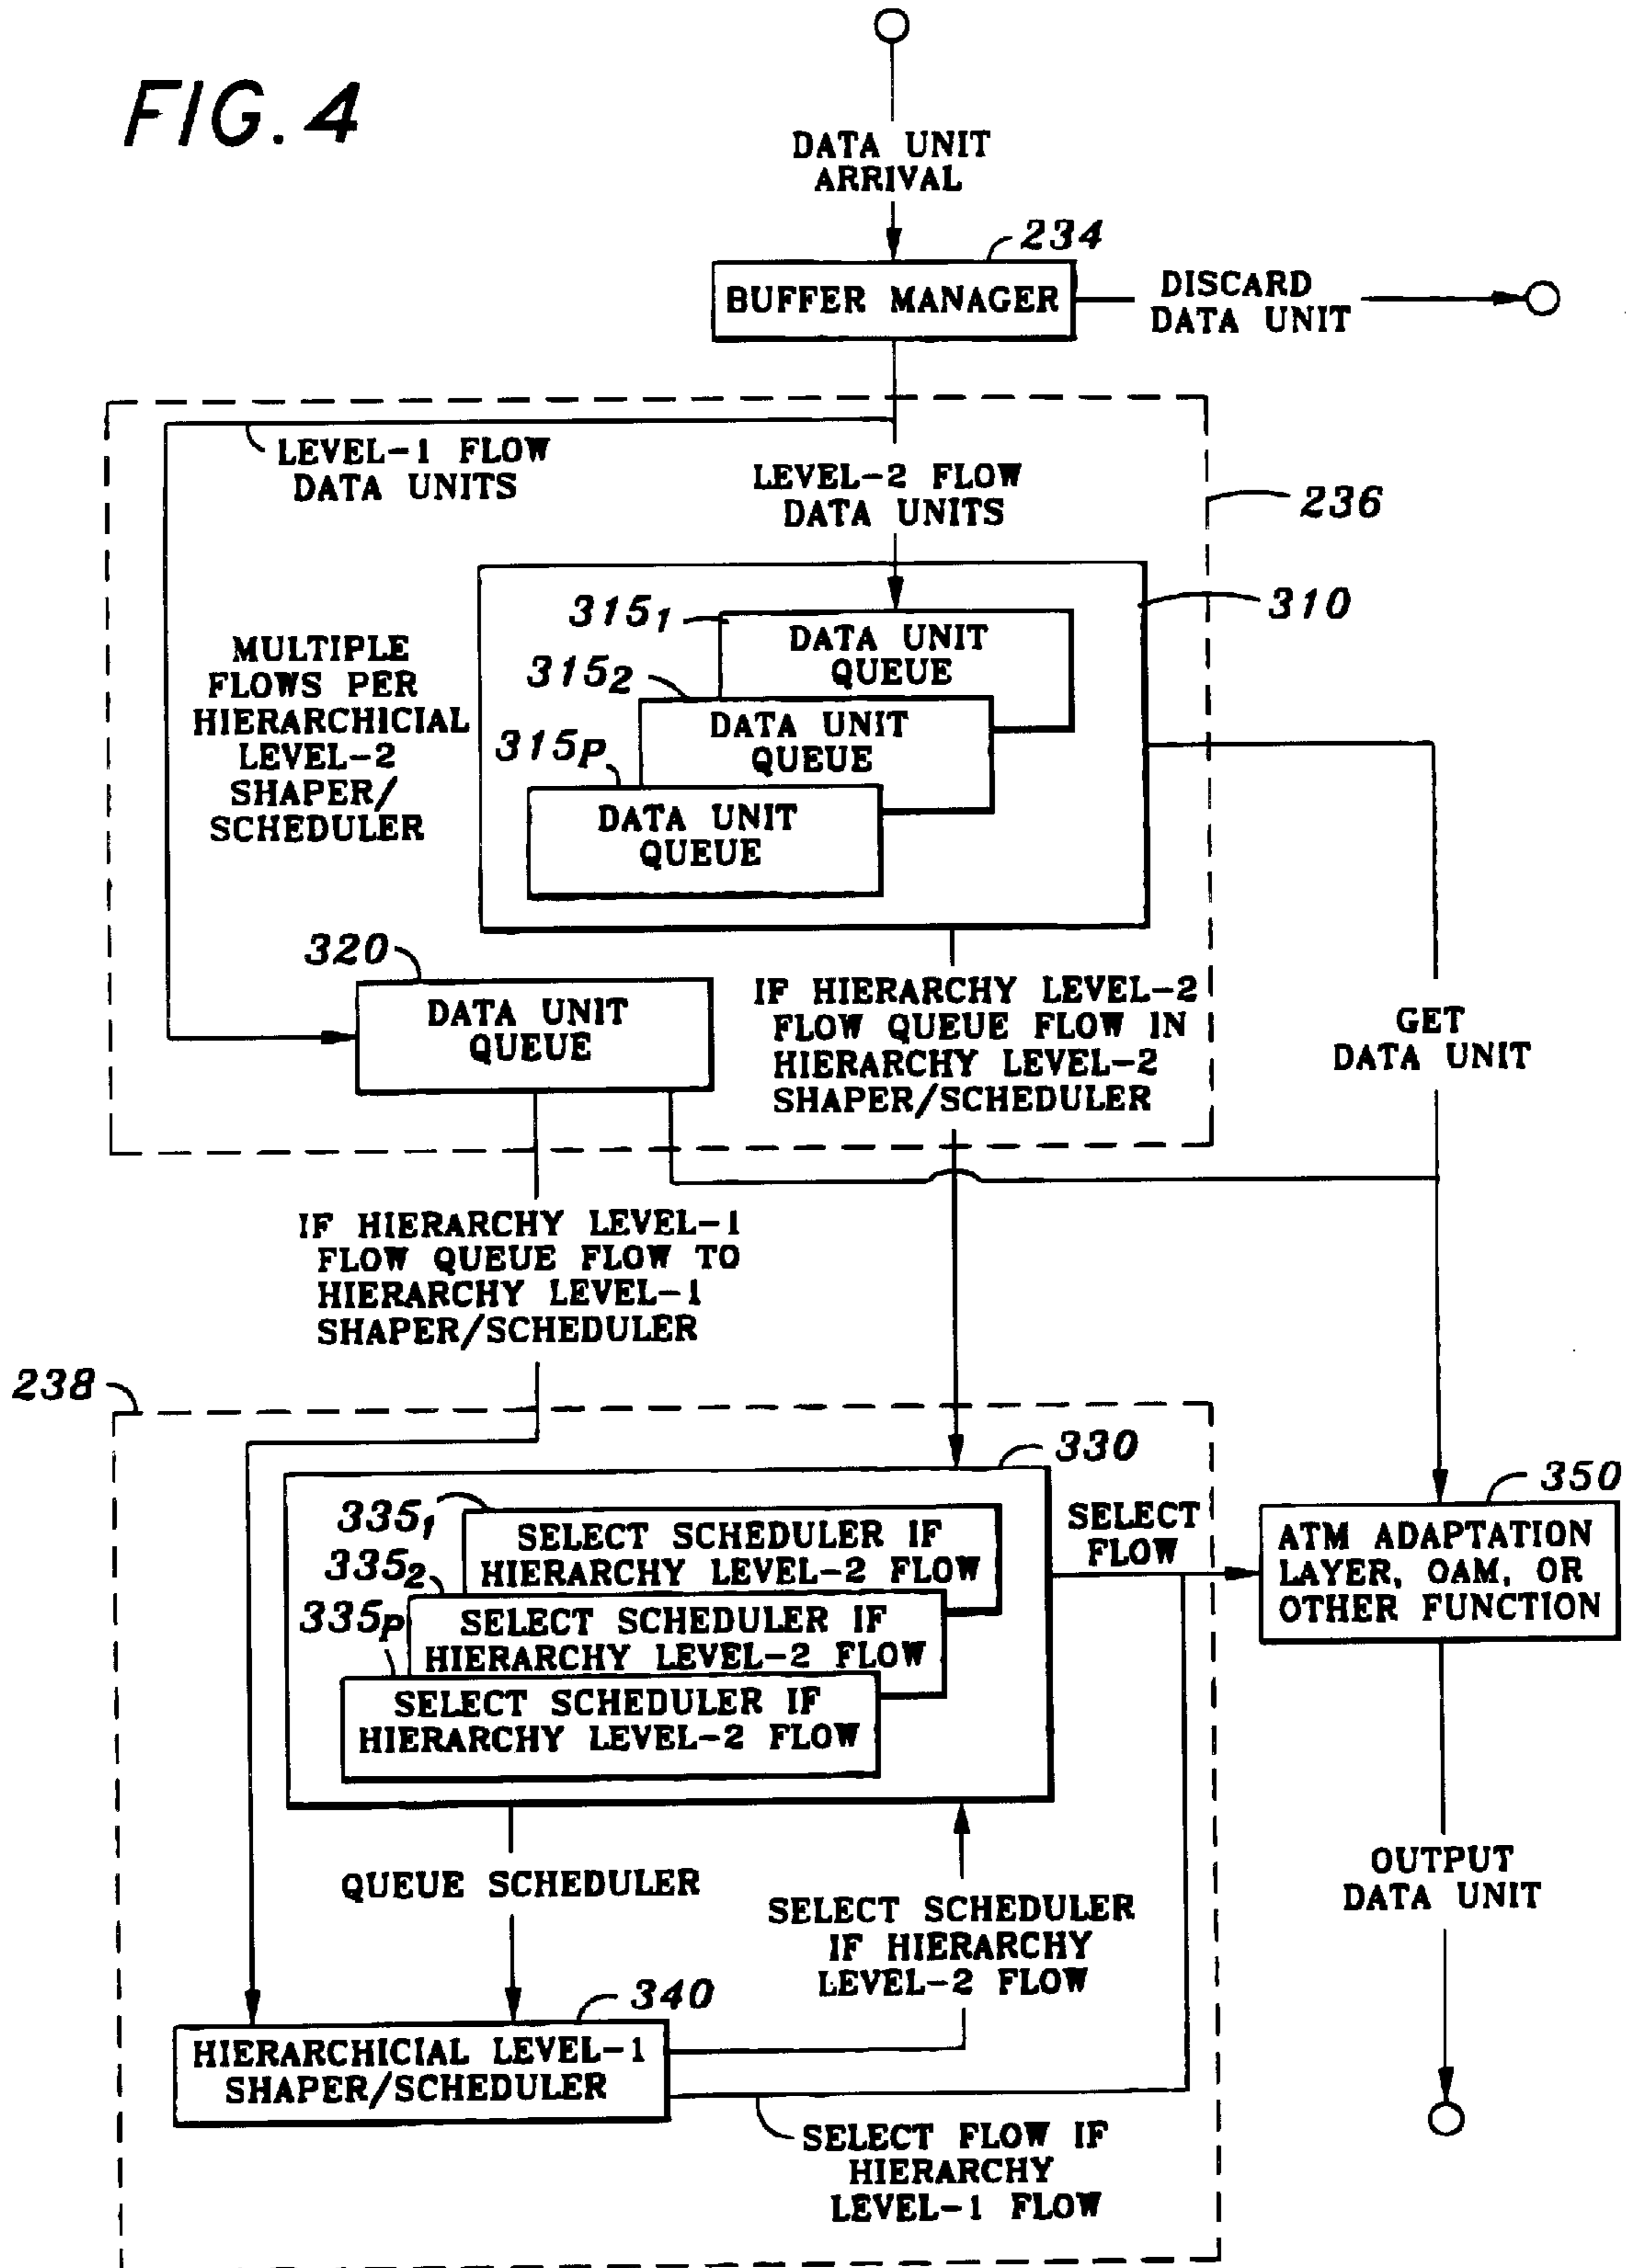 FIG. 4
DATA UNIT
ARRIVAL
234
BUFFER MANAGER
DISCARD
DATA UNIT
LEVEL-1 FLOW
DATA UNITS
LEVEL-2 FLOW
DATA UNITS
236
310
315₁
DATA UNIT
QUEUE
315₂
DATA UNIT
QUEUE
315P
DATA UNIT
QUEUE
MULTIPLE
FLOWS PER
HIERARCHICIAL
LEVEL-2
SHAPER/
SCHEDULER
320
DATA UNIT
QUEUE
IF HIERARCHY LEVEL-2
FLOW QUEUE FLOW IN
HIERARCHY LEVEL-2
SHAPER/SCHEDULER
GET
DATA UNIT
IF HIERARCHY LEVEL-1
FLOW QUEUE FLOW TO
HIERARCHY LEVEL-1
SHAPER/SCHEDULER
238
330
335₁
SELECT SCHEDULER IF
HIERARCHY LEVEL-2 FLOW
335₂
SELECT SCHEDULER IF
HIERARCHY LEVEL-2 FLOW
335P
SELECT SCHEDULER IF
HIERARCHY LEVEL-2 FLOW
SELECT
FLOW
350
ATM ADAPTATION
LAYER, OAM, OR
OTHER FUNCTION
QUEUE SCHEDULER
SELECT SCHEDULER
IF HIERARCHY
LEVEL-2 FLOW
OUTPUT
DATA UNIT
340
HIERARCHICIAL LEVEL-1
SHAPER/SCHEDULER
SELECT FLOW IF
HIERARCHY
LEVEL-1 FLOW